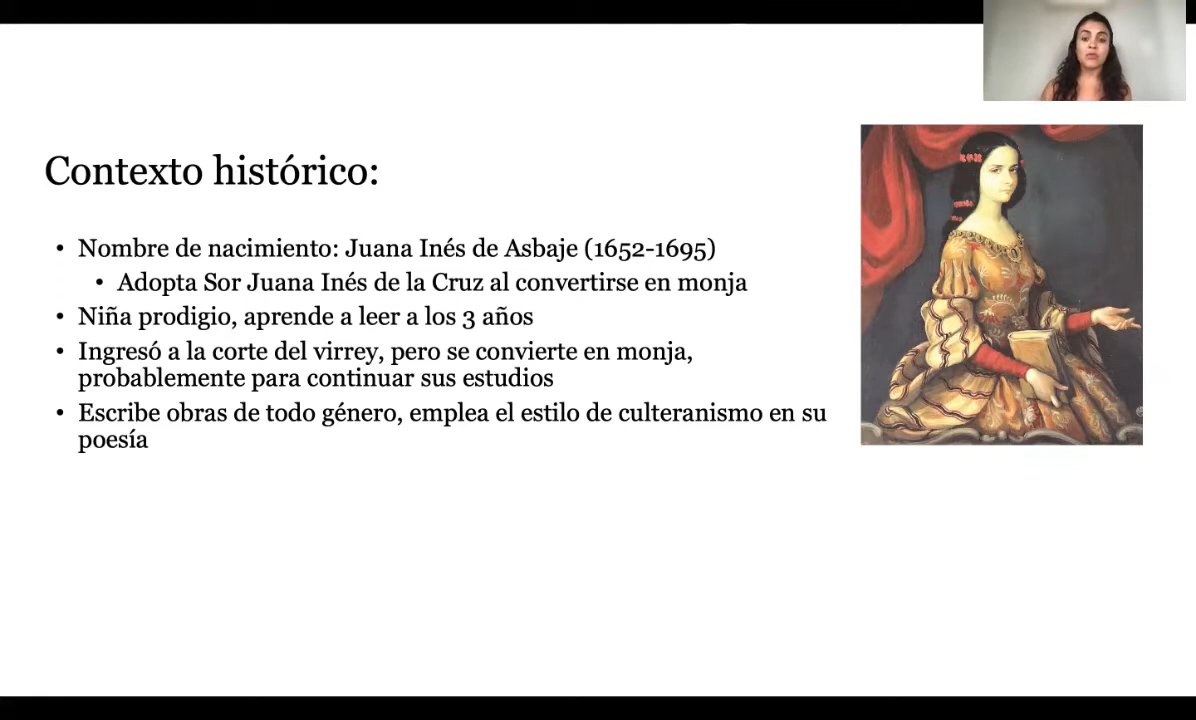 Contexto histórico:
• Nombre de nacimiento: Juana Inés de Asbaje (1652-1695)
• Adopta Sor Juana Inés de la Cruz al convertirse en monja
• Niña prodigio, aprende a leer a los 3 años
• Ingresó a la corte del virrey, pero se convierte en monja,
probablemente para continuar sus estudios
• Escribe obras de todo género, emplea el estilo de culteranismo en su
poesía